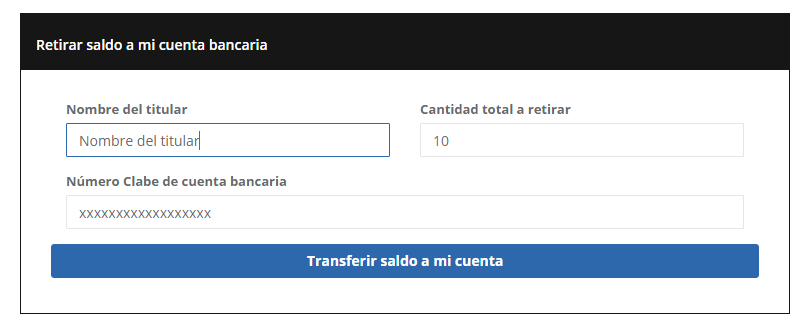 Retirar saldo a mi cuenta bancaria
Nombre del titular
Cantidad total a retirar
Nombre del titular
10
Número Clabe de cuenta bancaria
xxxxxxxxxxxxxxxxxx
Transferir saldo a mi cuenta